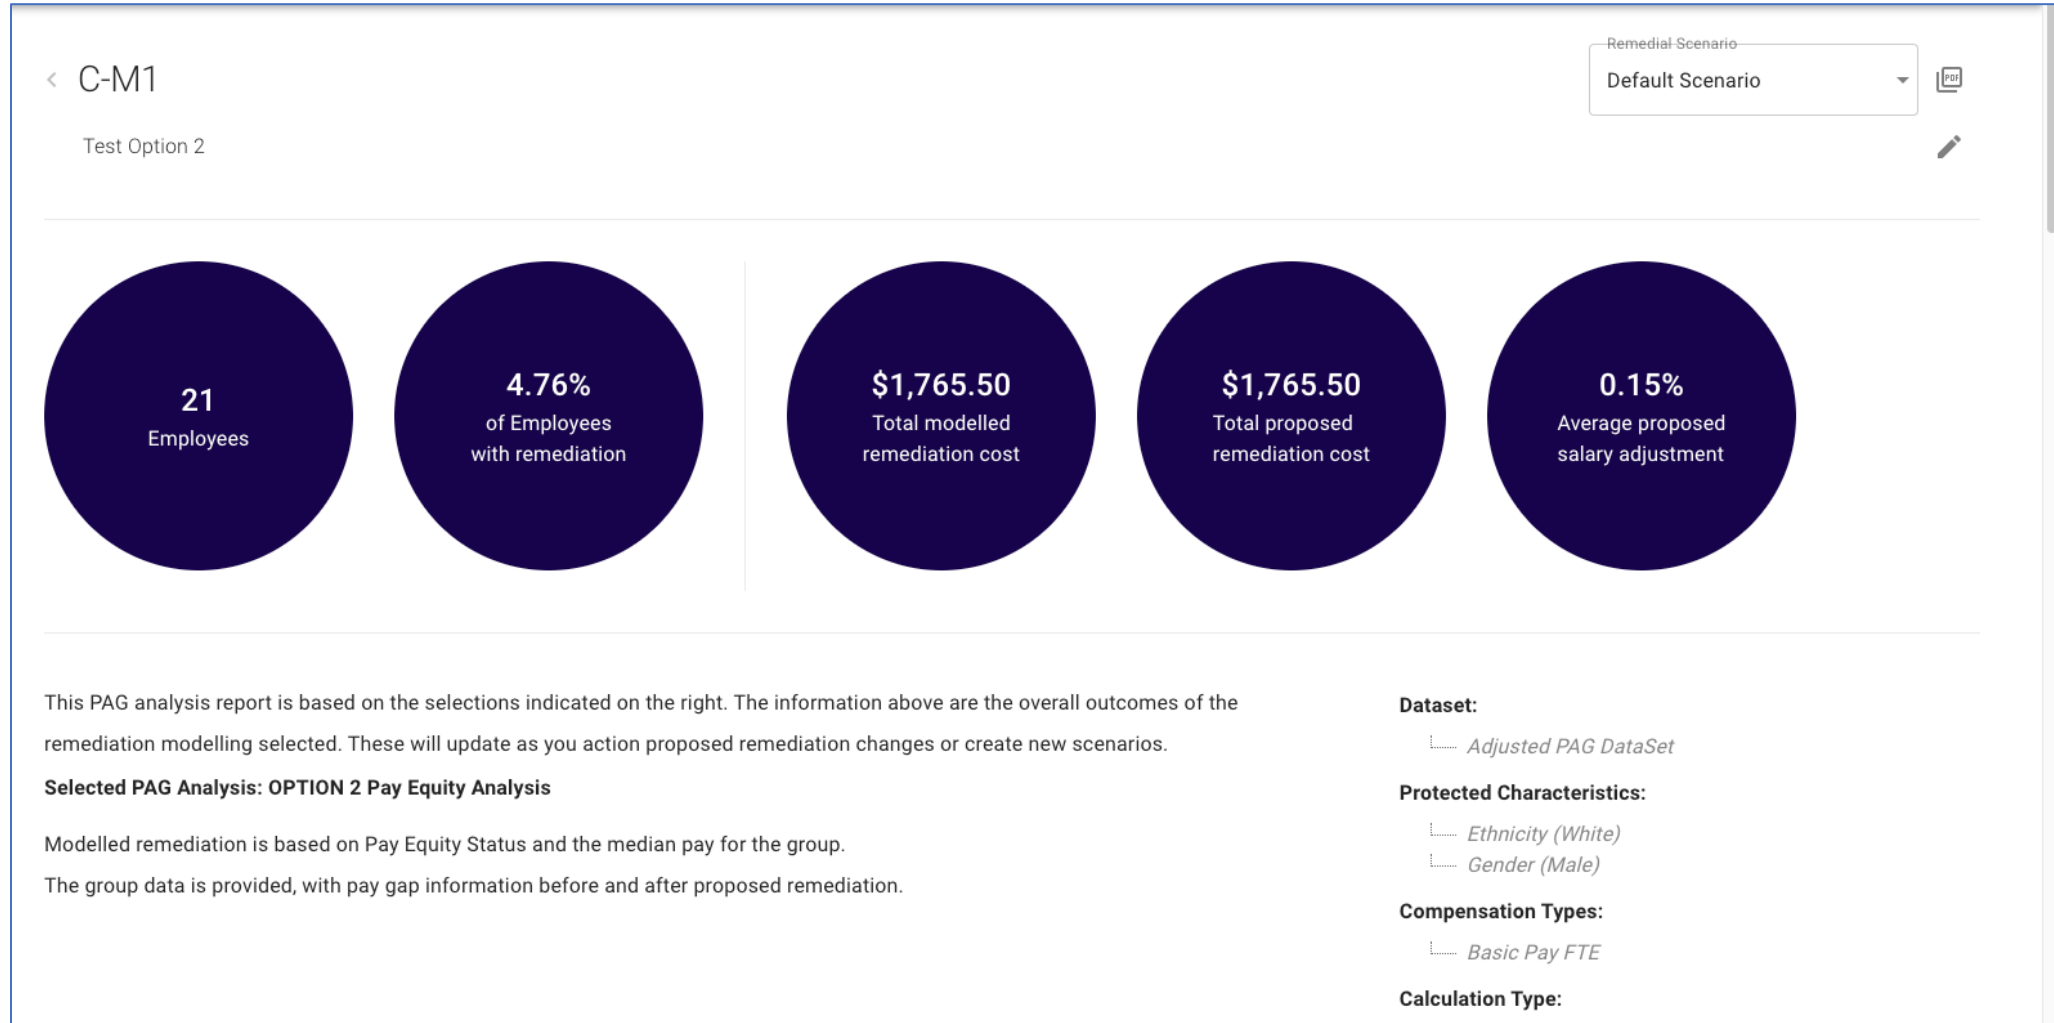 C-M1
Remedial Scenario
Default Scenario
PDF
Test Option 2
21
Employees
4.76%
of Employees
with remediation
$1,765.50
Total modelled
remediation cost
$1,765.50
Total proposed
remediation cost
0.15%
Average proposed
salary adjustment
This PAG analysis report is based on the selections indicated on the right. The information above are the overall outcomes of the
remediation modelling selected. These will update as you action proposed remediation changes or create new scenarios.
Selected PAG Analysis: OPTION 2 Pay Equity Analysis
Modelled remediation is based on Pay Equity Status and the median pay for the group.
The group data is provided, with pay gap information before and after proposed remediation.
Dataset:
Adjusted PAG DataSet
Protected Characteristics:
Ethnicity (White)
Gender (Male)
Compensation Types:
Basic Pay FTE
Calculation Type: